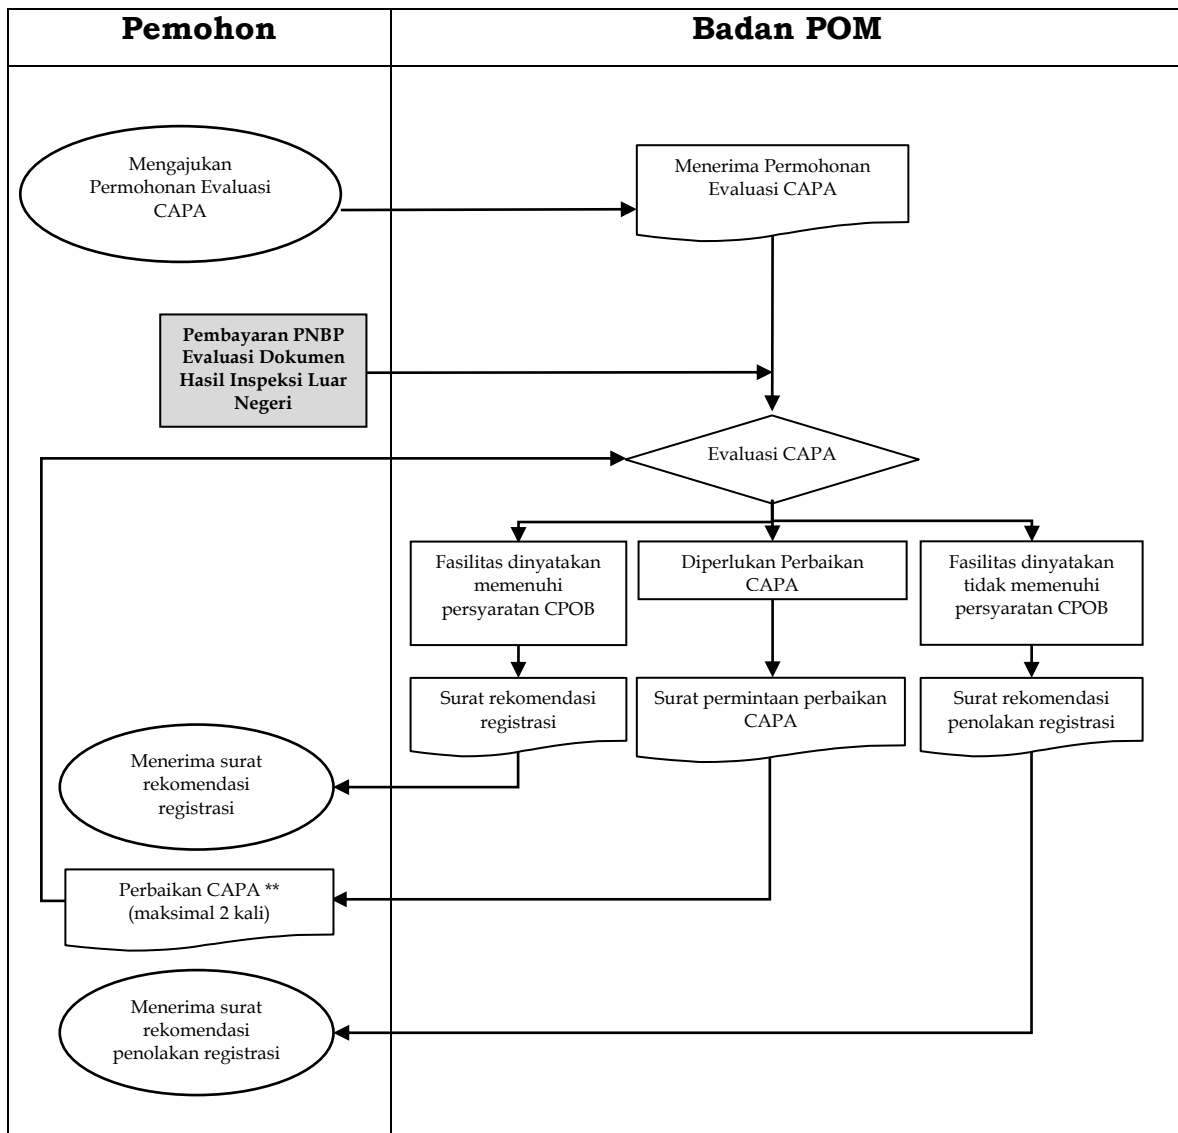 Pemohon
Badan POM
Mengajukan
Permohonan Evaluasi
CAPA
Menerima Permohonan
Evaluasi CAPA
Pembayaran PNBP
Evaluasi Dokumen
Hasil Inspeksi Luar
Negeri
Evaluasi CAPA
Fasilitas dinyatakan
memenuhi
persyaratan CPOB
Diperlukan Perbaikan
CAPA
Fasilitas dinyatakan
tidak memenuhi
persyaratan CPOB
Surat rekomendasi
registrasi
Surat permintaan perbaikan
CAPA
Surat rekomendasi
penolakan registrasi
Menerima surat
rekomendasi
registrasi
Perbaikan CAPA **
(maksimal 2 kali)
Menerima surat
rekomendasi
penolakan registrasi